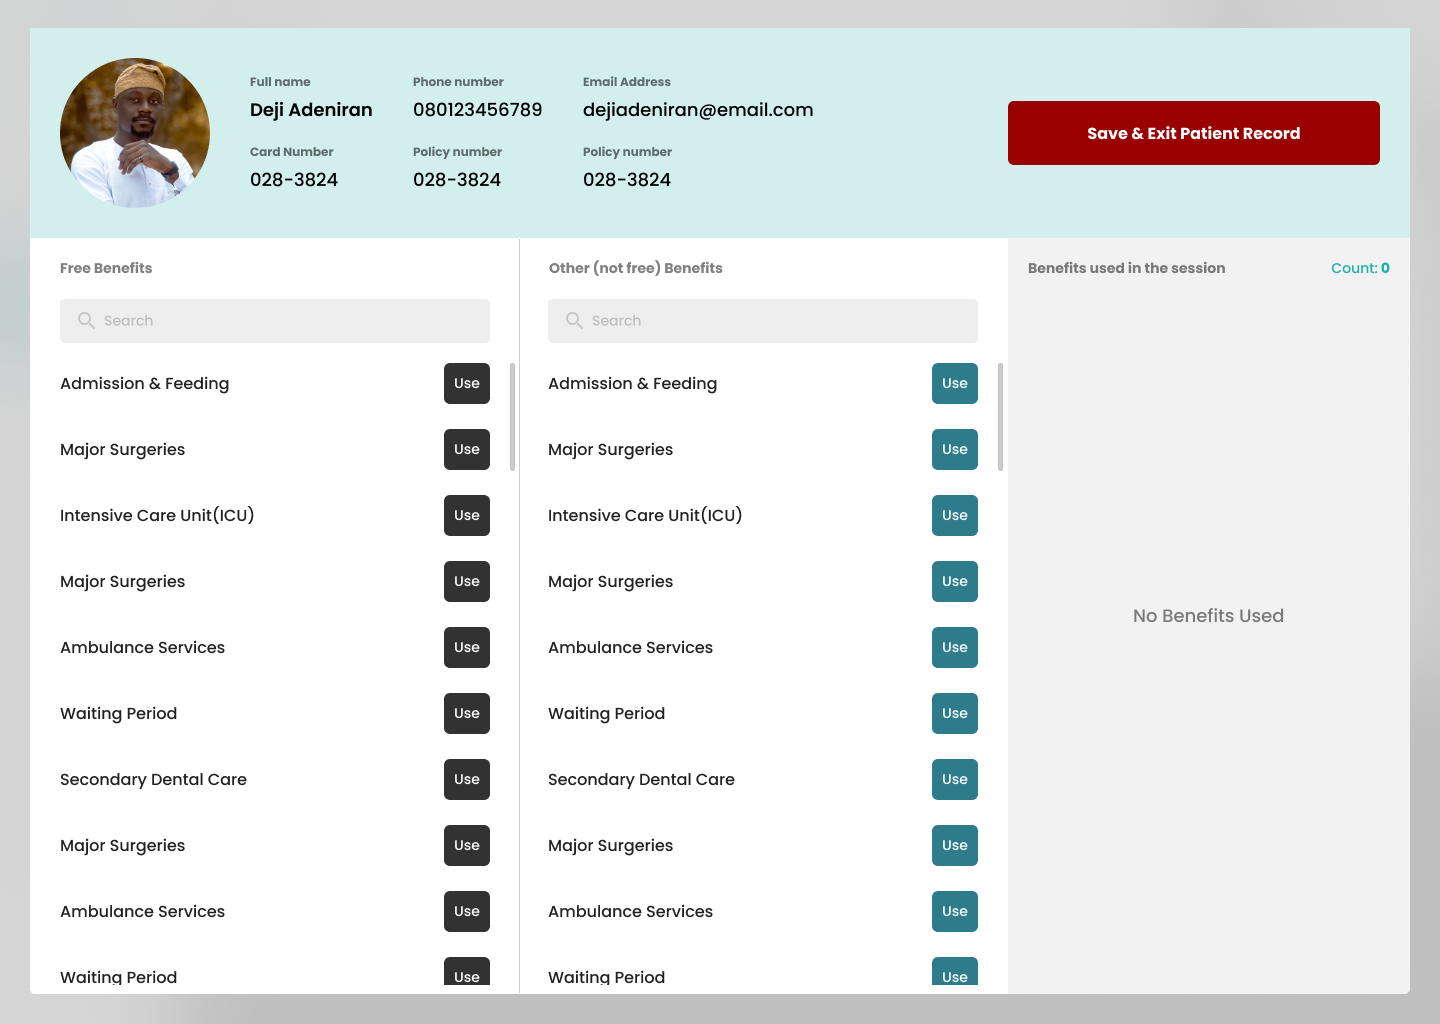 Full name
Phone number
Email Address
Deji Adeniran
080123456789
dejiadeniran@email.com
Card Number
Policy number
Policy number
028-3824
028-3824
028-3824
Save & Exit Patient Record
Free Benefits
Search
Admission & Feeding
Use
Major Surgeries
Use
Intensive Care Unit(ICU)
Use
Major Surgeries
Use
Ambulance Services
Use
Waiting Period
Use
Secondary Dental Care
Use
Major Surgeries
Use
Ambulance Services
Use
Waiting Period
Use
Other (not free) Benefits
Search
Admission & Feeding
Use
Major Surgeries
Use
Intensive Care Unit(ICU)
Use
Major Surgeries
Use
Ambulance Services
Use
Waiting Period
Use
Secondary Dental Care
Use
Major Surgeries
Use
Ambulance Services
Use
Waiting Period
Use
Benefits used in the session
Count: 0
No Benefits Used